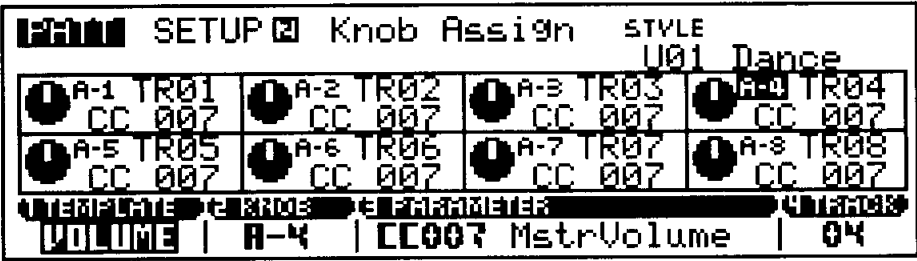 PATT SETUP 2 Knob Assign STYLE
U01 Dance
A-1 TR01 A-2 TR02 A-3 TR03 A-4 TR04
CC 007 CC 007 CC 007 CC 007
A-5 TR05 A-6 TR06 A-7 TR07 A-8 TR08
CC 007 CC 007 CC 007 CC 007
1 TEMPLATE 2 KNOB 3 PARAMETER 4 TRACK
VOLUME A-4 CC007 MstrVolume 04